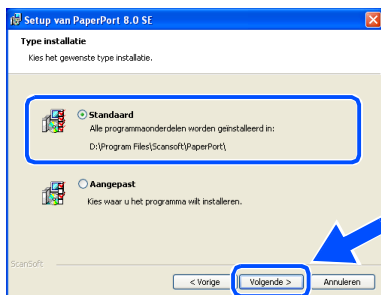 Setup van PaperPort 8.0 SE
Type installatie
Kies het gewenste type installatie.
Standaard
Alle programmaonderdelen worden geïnstalleerd in:
D:\Program Files\Scansoft\PaperPort\
Aangepast
Kies waar u het programma wilt installeren.
ScanSoft
< Vorige Volgende > Annuleren